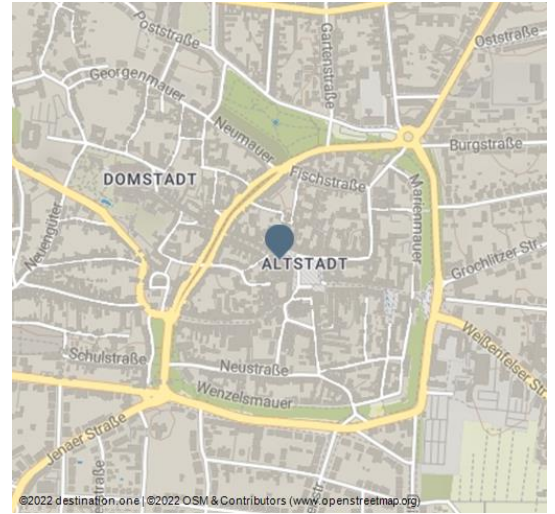 Poststraße
Gartenstraße
Oststraße
Georgenmauer
Neumauer
Burgstraße
DOMSTADT
Fischstraße
Marienmauer
Neuengüter
ALTSTADT
Grochlitzer Str
Weißenfelser Str
Schulstraße
Neustraße
Wenzelsmauer
Jenaer Straße
©2022 destination.one | ©2022 OSM & Contributors (www.openstreetmap.org)